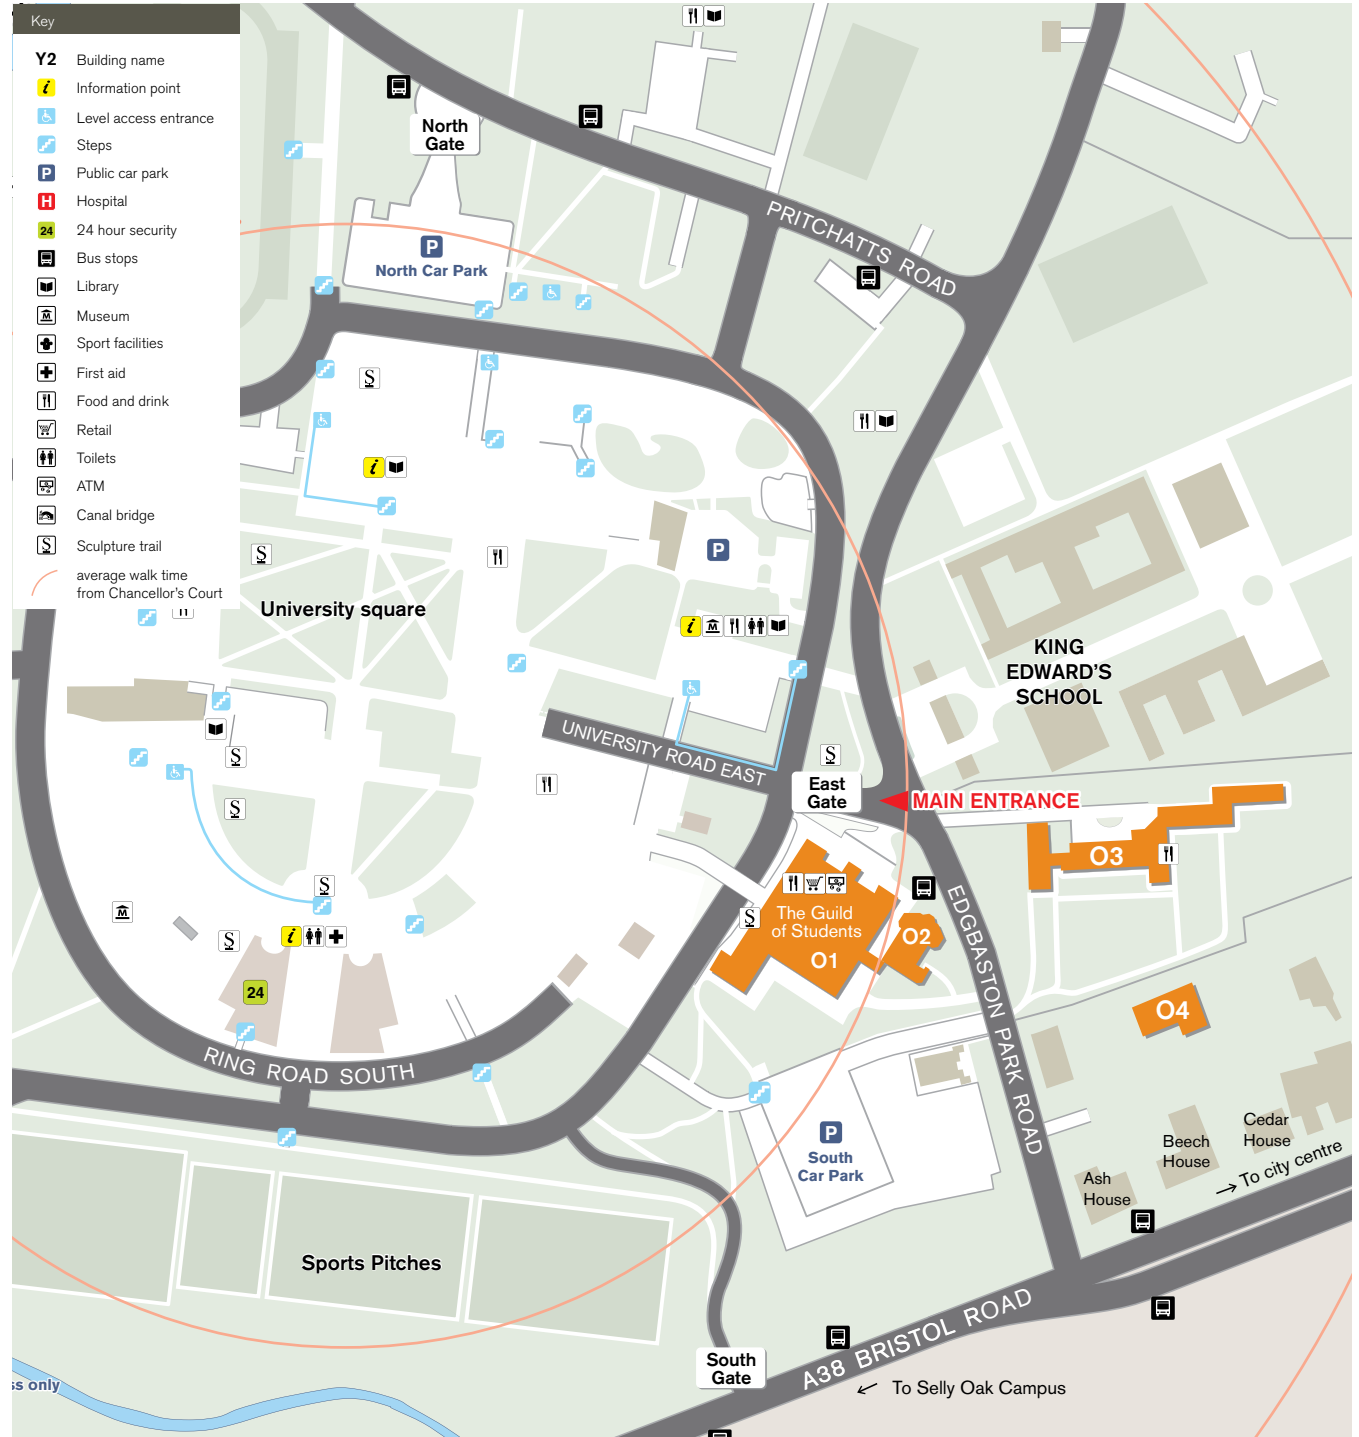 Key
Y2 Building name
i Information point
Level access entrance
Steps
P Public car park
H Hospital
24 24 hour security
Bus stops
Library
M Museum
Sport facilities
First aid
Food and drink
Retail
Toilets
ATM
Canal bridge
S Sculpture trail
average walk time
from Chancellor's Court
North
Gate
P
North Car Park
PRITCHATTS ROAD
S
i
S
P
University square
i M
KING
EDWARD'S
SCHOOL
UNIVERSITY ROAD EAST
S
S
East
Gate
MAIN ENTRANCE
S
O3
S
M
S
i
The Guild
of Students
S
O2
O1
24
O4
EDGBASTON PARK ROAD
RING ROAD SOUTH
P
South
Car Park
Cedar
House
Beech
House
Ash
House
To city centre
Sports Pitches
A38 BRISTOL ROAD
South
Gate
To Selly Oak Campus
ss only